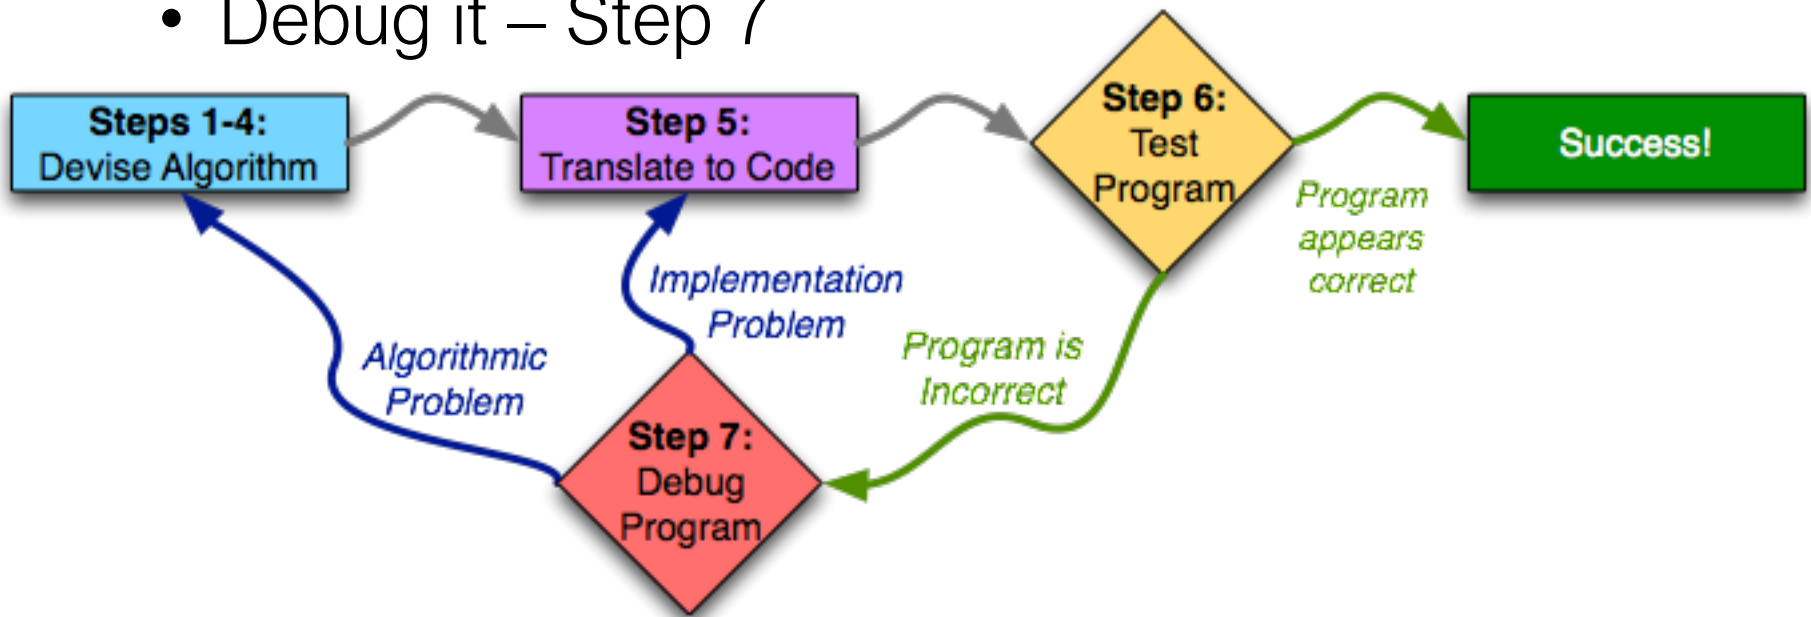 • Debug it – Step 7
Steps 1-4:
Devise Algorithm
Step 5:
Translate to Code
Step 6:
Test
Program
Success!
Program
appears
correct
Implementation
Problem
Algorithmic
Problem
Program is
Incorrect
Step 7:
Debug
Program